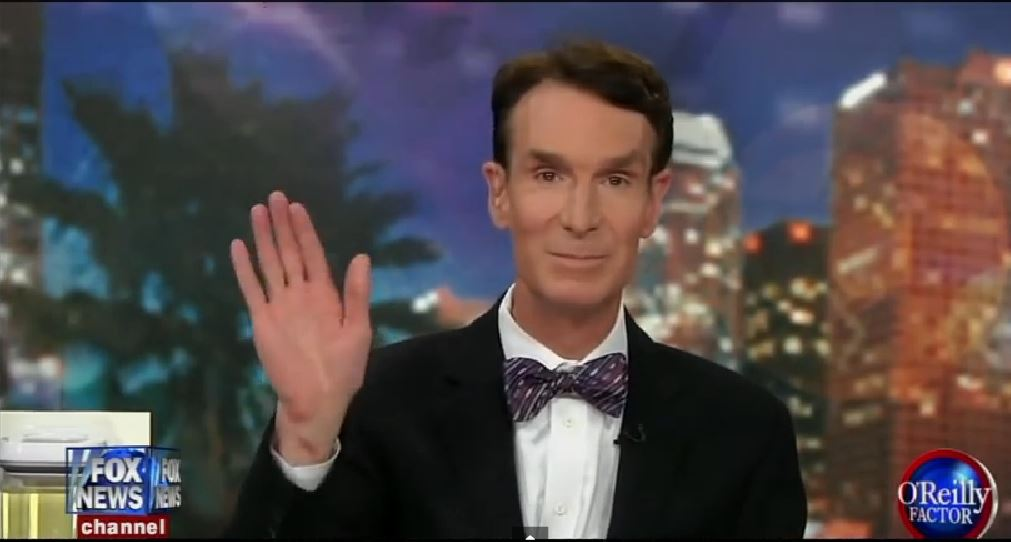 FOX
NEWS
channel
FOX
NEWS
O'Reilly
FACTOR